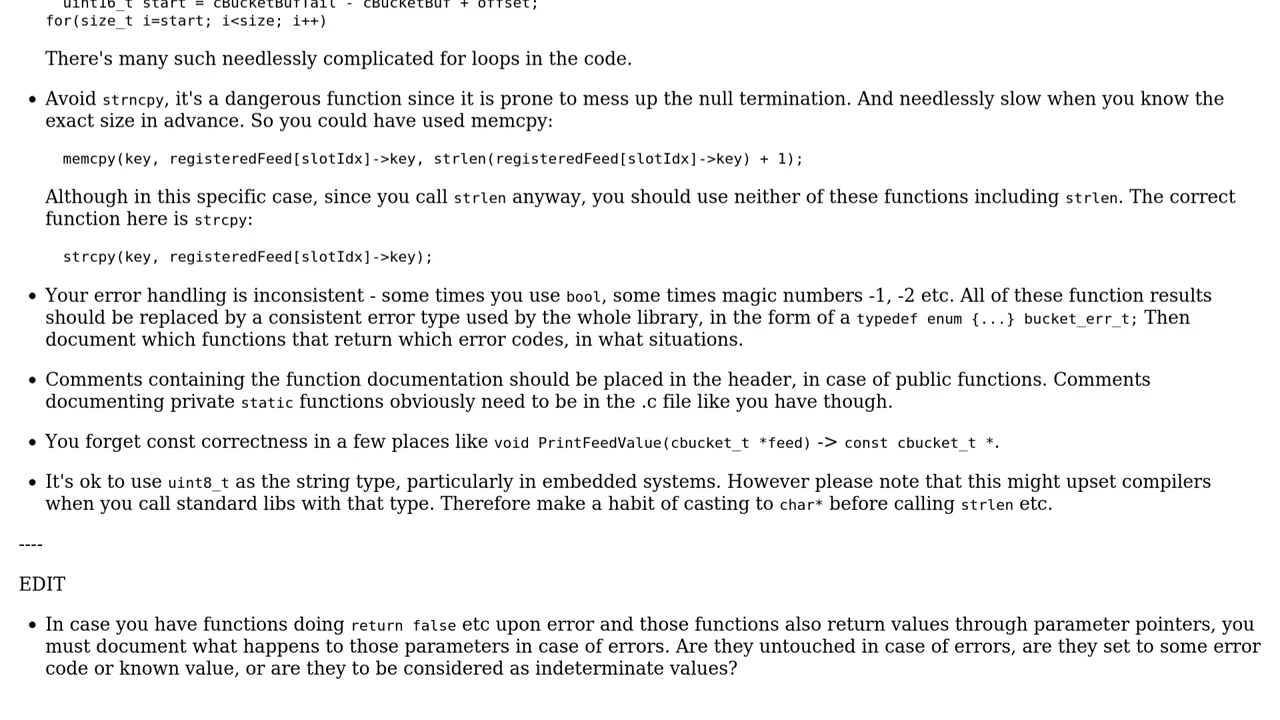 uint16_t start = cBucketBufTail - cBucketBuf + offset;
for(size_t i=start; i<size; i++)
There's many such needlessly complicated for loops in the code.
• Avoid strncpy, it's a dangerous function since it is prone to mess up the null termination. And needlessly slow when you know the
exact size in advance. So you could have used memcpy:
memcpy(key, registeredFeed[slotIdx]->key, strlen(registeredFeed[slotIdx]->key) + 1);
Although in this specific case, since you call strlen anyway, you should use neither of these functions including strlen. The correct
function here is strcpy:
strcpy(key, registeredFeed[slotIdx]->key);
• Your error handling is inconsistent - some times you use bool, some times magic numbers -1, -2 etc. All of these function results
should be replaced by a consistent error type used by the whole library, in the form of a typedef enum {...} bucket_err_t; Then
document which functions that return which error codes, in what situations.
• Comments containing the function documentation should be placed in the header, in case of public functions. Comments
documenting private static functions obviously need to be in the .c file like you have though.
• You forget const correctness in a few places like void PrintFeedValue(cbucket_t *feed) -> const cbucket_t *.
• It's ok to use uint8_t as the string type, particularly in embedded systems. However please note that this might upset compilers
when you call standard libs with that type. Therefore make a habit of casting to char* before calling strlen etc.
----
EDIT
• In case you have functions doing return false etc upon error and those functions also return values through parameter pointers, you
must document what happens to those parameters in case of errors. Are they untouched in case of errors, are they set to some error
code or known value, or are they to be considered as indeterminate values?